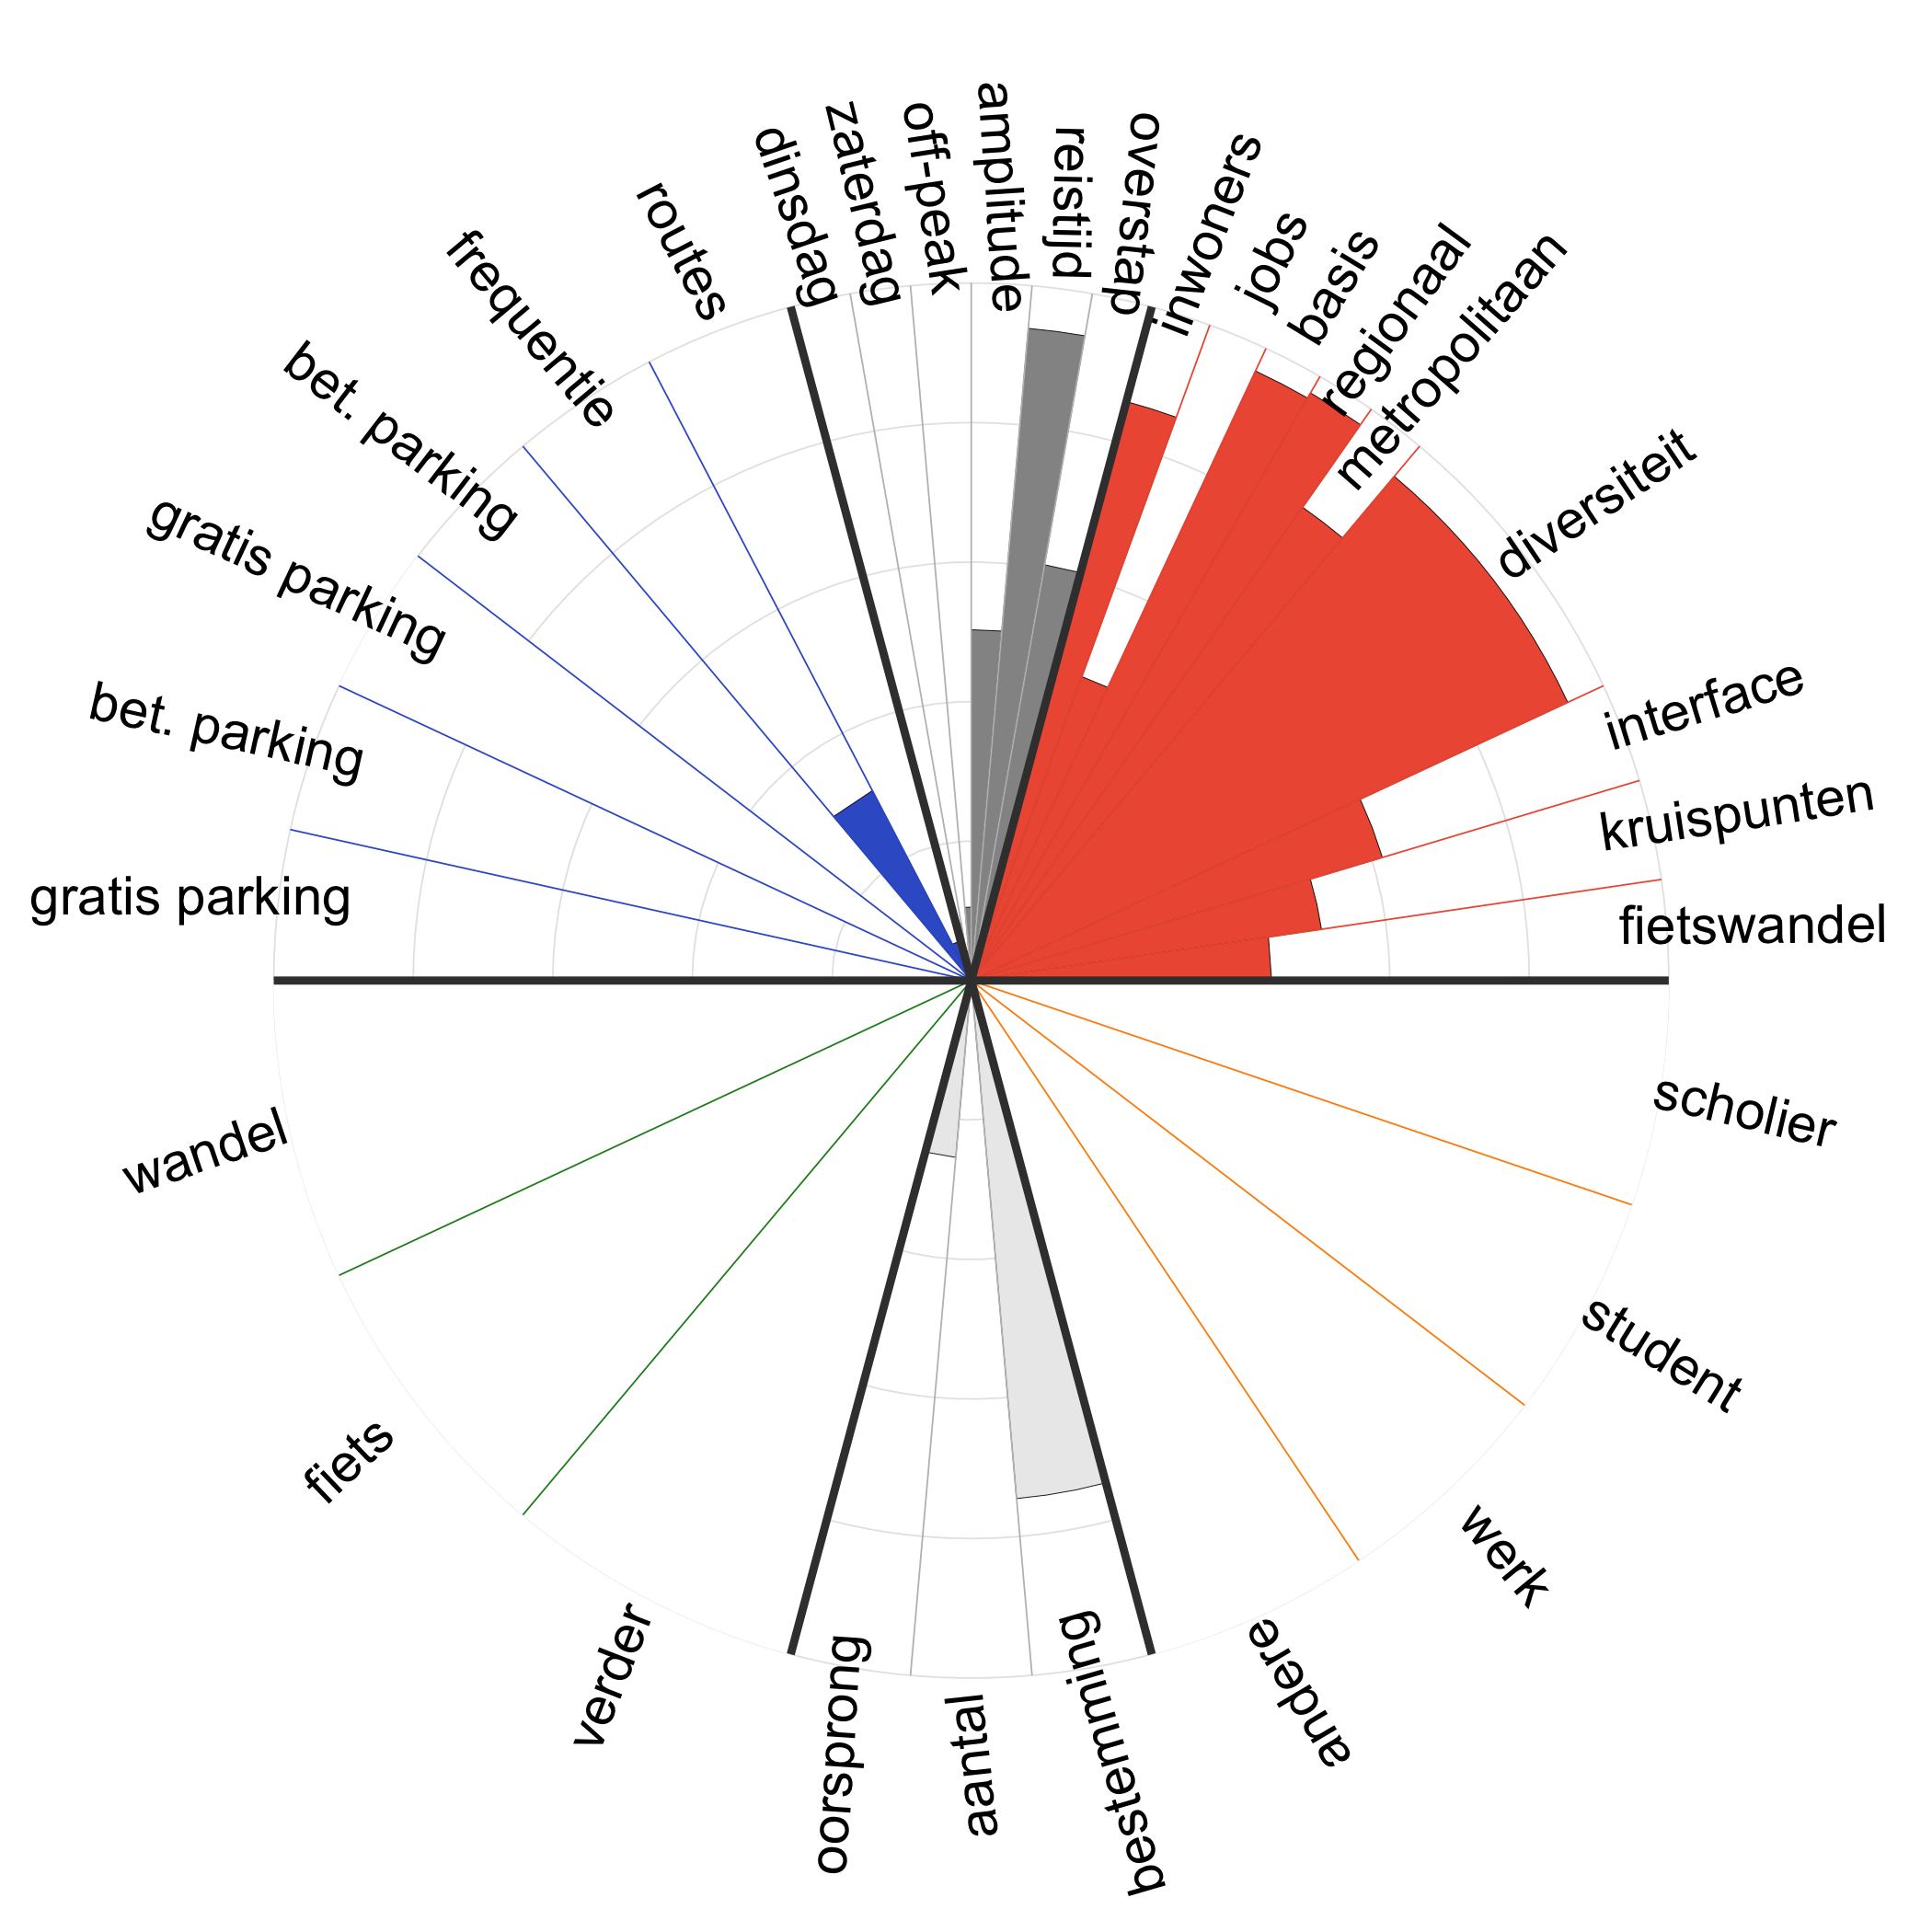 dinsdag
zaterdag
off-peak
amplitude
reistijd
overstap
inwoners
jobs
basis
regionaal
metropolitaan
diversiteit
interface
kruispunten
fietswandel
scholier
student
werk
andere
bestemming
aantal
oorsprong
verder
fiets
wandel
gratis parking
bet. parking
gratis parking
bet. parking
frequentie
routes